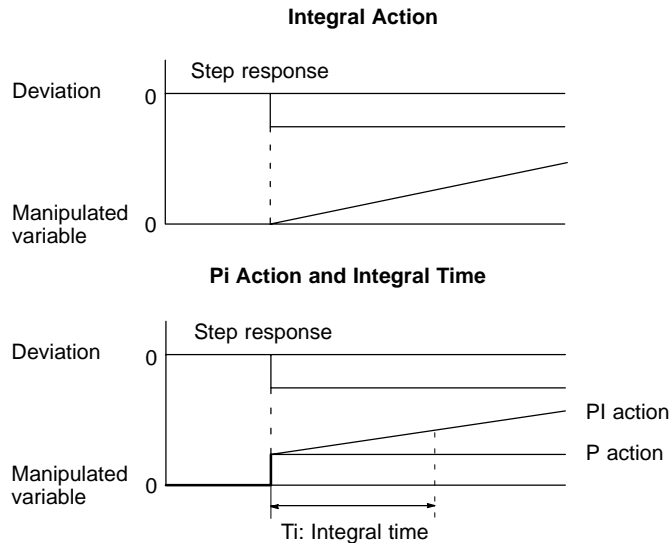 Integral Action
Step response
Deviation
0
Manipulated
variable
0
Pi Action and Integral Time
Step response
Deviation
0
PI action
P action
Manipulated
variable
0
Ti: Integral time